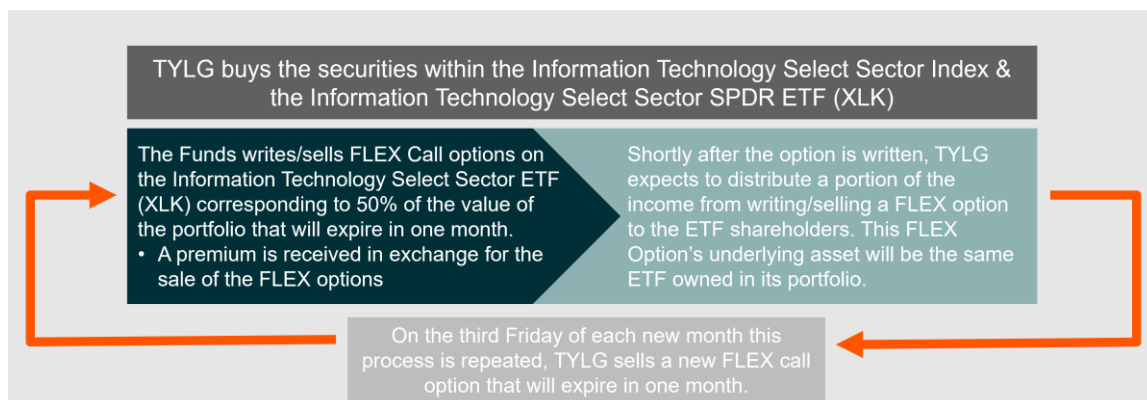 TYLG buys the securities within the Information Technology Select Sector Index &
the Information Technology Select Sector SPDR ETF (XLK)
The Funds writes/sells FLEX Call options on
the Information Technology Select Sector ETF
(XLK) corresponding to 50% of the value of
the portfolio that will expire in one month.
• A premium is received in exchange for the
sale of the FLEX options
Shortly after the option is written, TYLG
expects to distribute a portion of the
income from writing/selling a FLEX option
to the ETF shareholders. This FLEX
Option’s underlying asset will be the same
ETF owned in its portfolio.
On the third Friday of each new month this
process is repeated, TYLG sells a new FLEX call
option that will expire in one month.